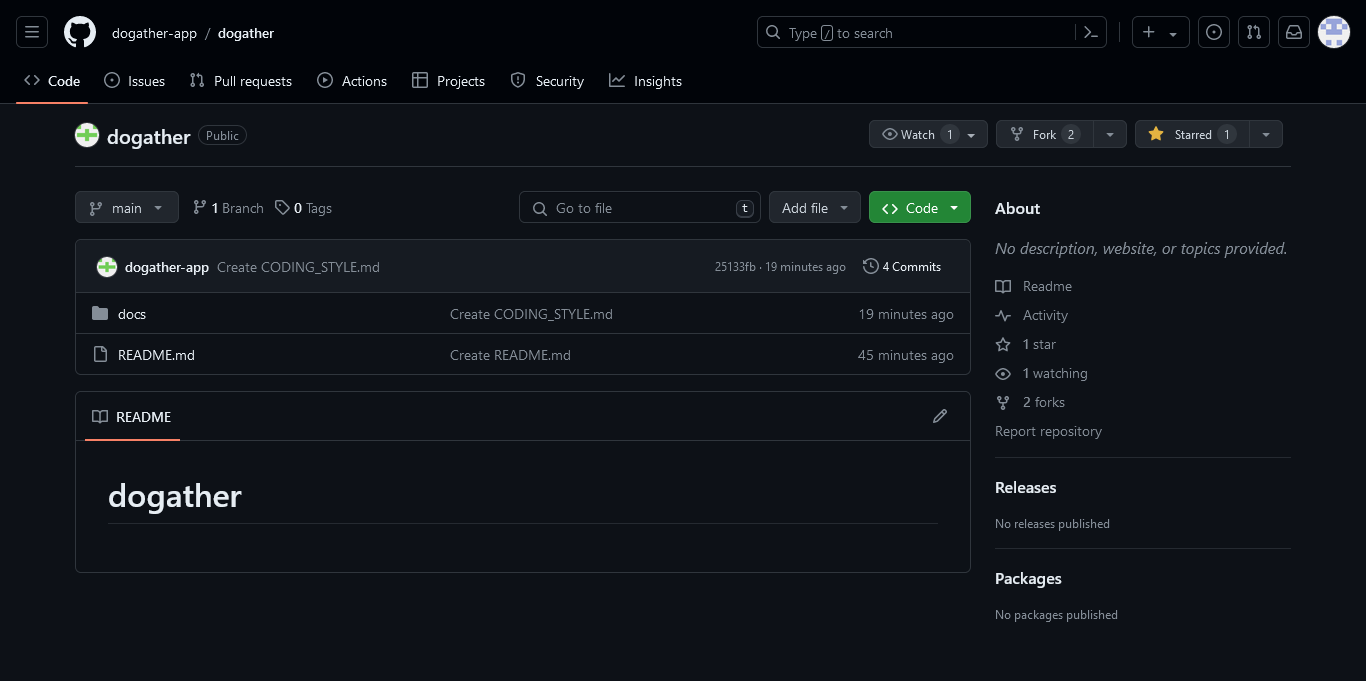 dogather-app / dogather
Type / to search
Code Issues Pull requests Actions Projects Security Insights
dogather Public Watch 1 Fork 2 Starred 1
main 1 Branch 0 Tags Go to file t Add file Code
dogather-app Create CODING_STYLE.md 25133fb · 19 minutes ago 4 Commits
docs Create CODING_STYLE.md 19 minutes ago
README.md Create README.md 45 minutes ago
README
dogather
About
No description, website, or topics provided.
Readme
Activity
1 star
1 watching
2 forks
Report repository
Releases
No releases published
Packages
No packages published